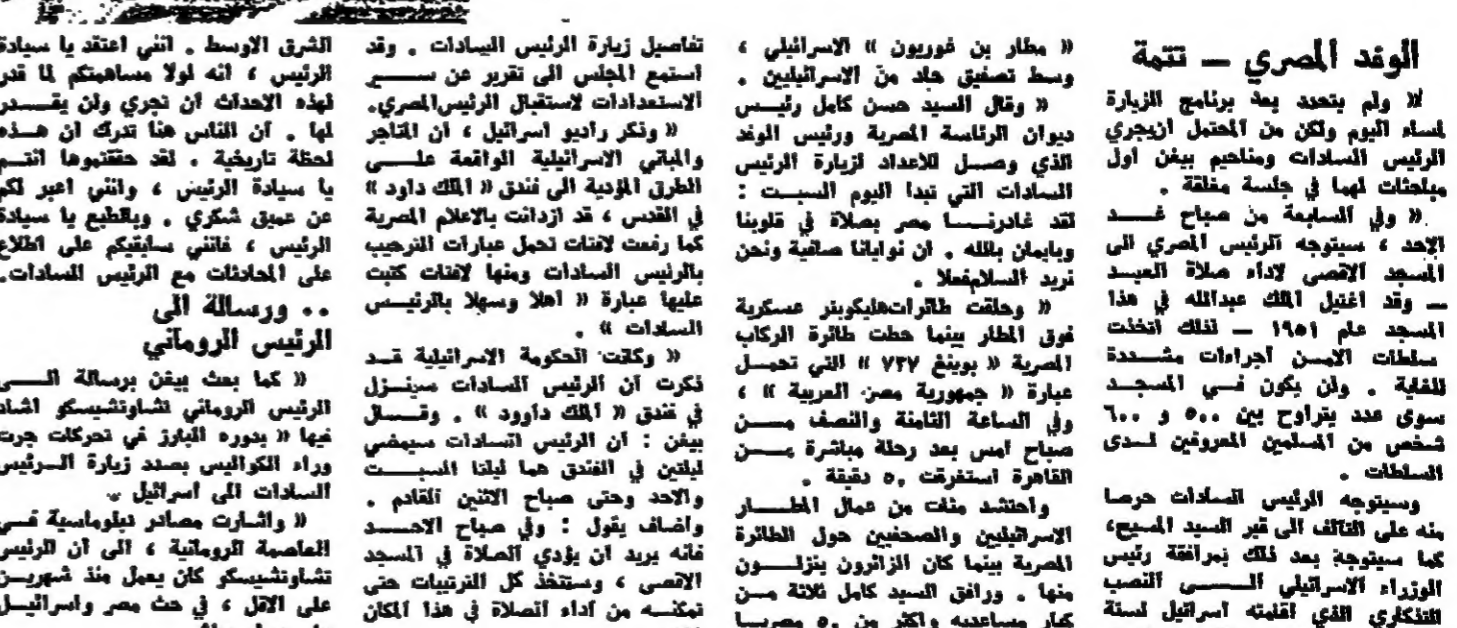 الوفد المصري — تتمة
« ولم يتحدد بعد برنامج الزيارة
لمساء اليوم ولكن من المحتمل ان يجري
الرئيس السادات ومناحيم بيغن اول
مباحثات لهما في جلسة مغلقة .
« وفي السابعة من صباح غد
الاحد ، سيتوجه الرئيس المصري الى
المسجد الاقصى لاداء صلاة العيد
— وقد اغتيل الملك عبدالله في هذا
المسجد عام ١٩٥١ — لذلك اتخذت
سلطات الامن اجراءات مشددة
للغاية . ولن يكون في المسجد
سوى عدد يتراوح بين ٥٠٠ و ٦٠٠
شخص من المسلمين المعروفين لدى
السلطات .
وسيتوجه الرئيس السادات حرصا
منه على التآلف الى قبر السيد المسيح،
كما سيتوجه بعد ذلك بمرافقة رئيس
الوزراء الاسرائيلي الى النصب
التذكاري الذي اقامته اسرائيل لستة
« مطار بن غوريون » الاسرائيلي ،
وسط تصفيق حاد من الاسرائيليين .
« وقال السيد حسن كامل رئيس
ديوان الرئاسة المصرية ورئيس الوفد
الذي وصل للاعداد لزيارة الرئيس
السادات التي تبدا اليوم السبت :
لقد غادرنا مصر بصلاة في قلوبنا
وبايمان بالله . ان نوايانا صافية ونحن
نريد السلام فعلا .
« وحلقت طائرات هليكوبتر عسكرية
فوق المطار بينما حطت طائرة الركاب
المصرية « بوينغ ٧٣٧ » التي تحمل
عبارة « جمهورية مصر العربية » ،
وفي الساعة الثامنة والنصف من
صباح امس بعد رحلة مباشرة من
القاهرة استغرقت ٥٠ دقيقة .
واحتشد مئات من عمال المطار
الاسرائيليين والصحفيين حول الطائرة
المصرية بينما كان الزائرون ينزلون
منها . ورافق السيد كامل ثلاثة من
كبار مساعديه واكثر من ٥٠ مصريا
تفاصيل زيارة الرئيس السادات . وقد
استمع المجلس الى تقرير عن سير
الاستعدادات لاستقبال الرئيس المصري.
« وذكر راديو اسرائيل ، ان المتاجر
والمباني الاسرائيلية الواقعة على
الطرق المؤدية الى فندق « الملك داود »
في القدس ، قد ازدانت بالاعلام المصرية
كما رفعت لافتات تحمل عبارات الترحيب
بالرئيس السادات ومنها لافتات كتبت
عليها عبارة « اهلا وسهلا بالرئيس
السادات » .
« وكانت الحكومة الاسرائيلية قد
ذكرت ان الرئيس السادات سينزل
في فندق « الملك داوود » . وقال
بيغن : ان الرئيس السادات سيمضي
ليلتين في الفندق هما ليلتا السبت
والاحد وحتى صباح الاثنين القادم .
واضاف يقول : وفي صباح الاحد
فانه يريد ان يؤدي الصلاة في المسجد
الاقصى ، وستتخذ كل الترتيبات حتى
تمكنه من اداء الصلاة في هذا المكان
الشرق الاوسط . انني اعتقد يا سيادة
الرئيس ، انه لولا مساهمتكم لما قدر
لهذه الاحداث ان تجري ولن يقدر
لها . ان الناس هنا تدرك ان هذه
لحظة تاريخية . لقد حققتموها انتم
يا سيادة الرئيس ، وانني اعبر لكم
عن عميق شكري . وبالطبع يا سيادة
الرئيس ، فانني سابقيكم على اطلاع
على المحادثات مع الرئيس السادات.
.. ورسالة الى
الرئيس الروماني
« كما بعث بيغن برسالة الى
الرئيس الروماني تشاوتشيسكو اشاد
فيها « بدوره البارز في تحركات جرت
وراء الكواليس بصدد زيارة الرئيس
السادات الى اسرائيل .
« واشارت مصادر دبلوماسية في
العاصمة الرومانية ، الى ان الرئيس
تشاوتشيسكو كان يعمل منذ شهرين
على الاقل ، في حث مصر واسرائيل